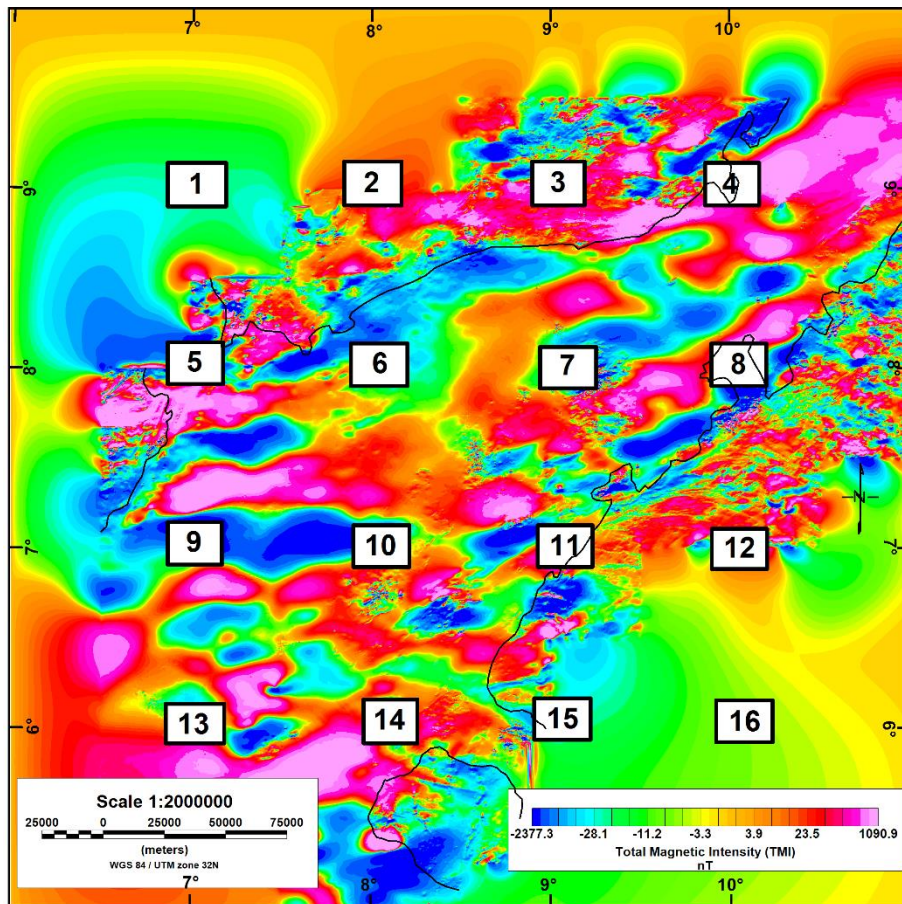 7° 8° 9° 10°
9° 1 2 3 4 9°
8° 5 6 7 8 8°
Z
7° 9 10 11 12 7°
6° 13 14 15 16 6°
Scale 1:2000000
25000 0 25000 50000 75000
(meters)
WGS 84 / UTM zone 32N
-2377.3 -28.1 -11.2 -3.3 3.9 23.5 1090.9
Total Magnetic Intensity (TMI)
nT
7° 8° 9° 10°